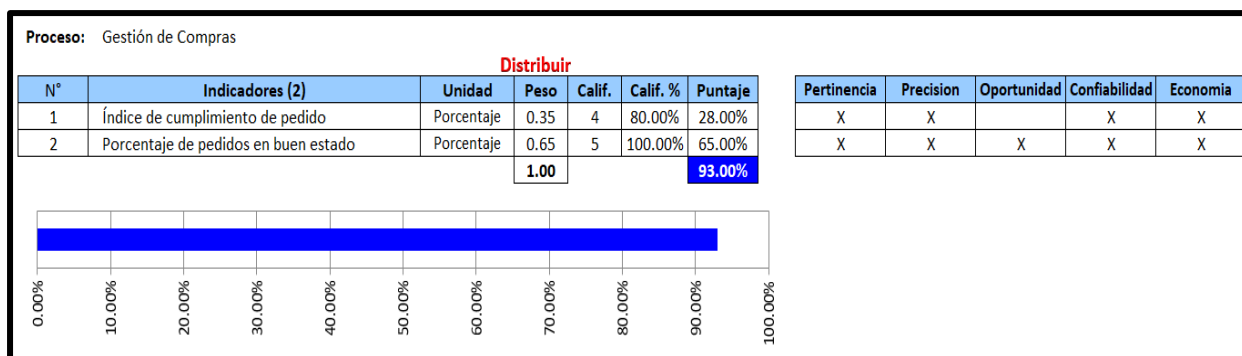 Proceso: Gestión de Compras
Distribuir
N° Indicadores (2) Unidad Peso Calif. Calif. % Puntaje Pertinencia Precision Oportunidad Confiabilidad Economia
1 Índice de cumplimiento de pedido Porcentaje 0.35 4 80.00% 28.00% X X X X
2 Porcentaje de pedidos en buen estado Porcentaje 0.65 5 100.00% 65.00% X X X X X
1.00 93.00%
0.00% 10.00% 20.00% 30.00% 40.00% 50.00% 60.00% 70.00% 80.00% 90.00% 100.00%